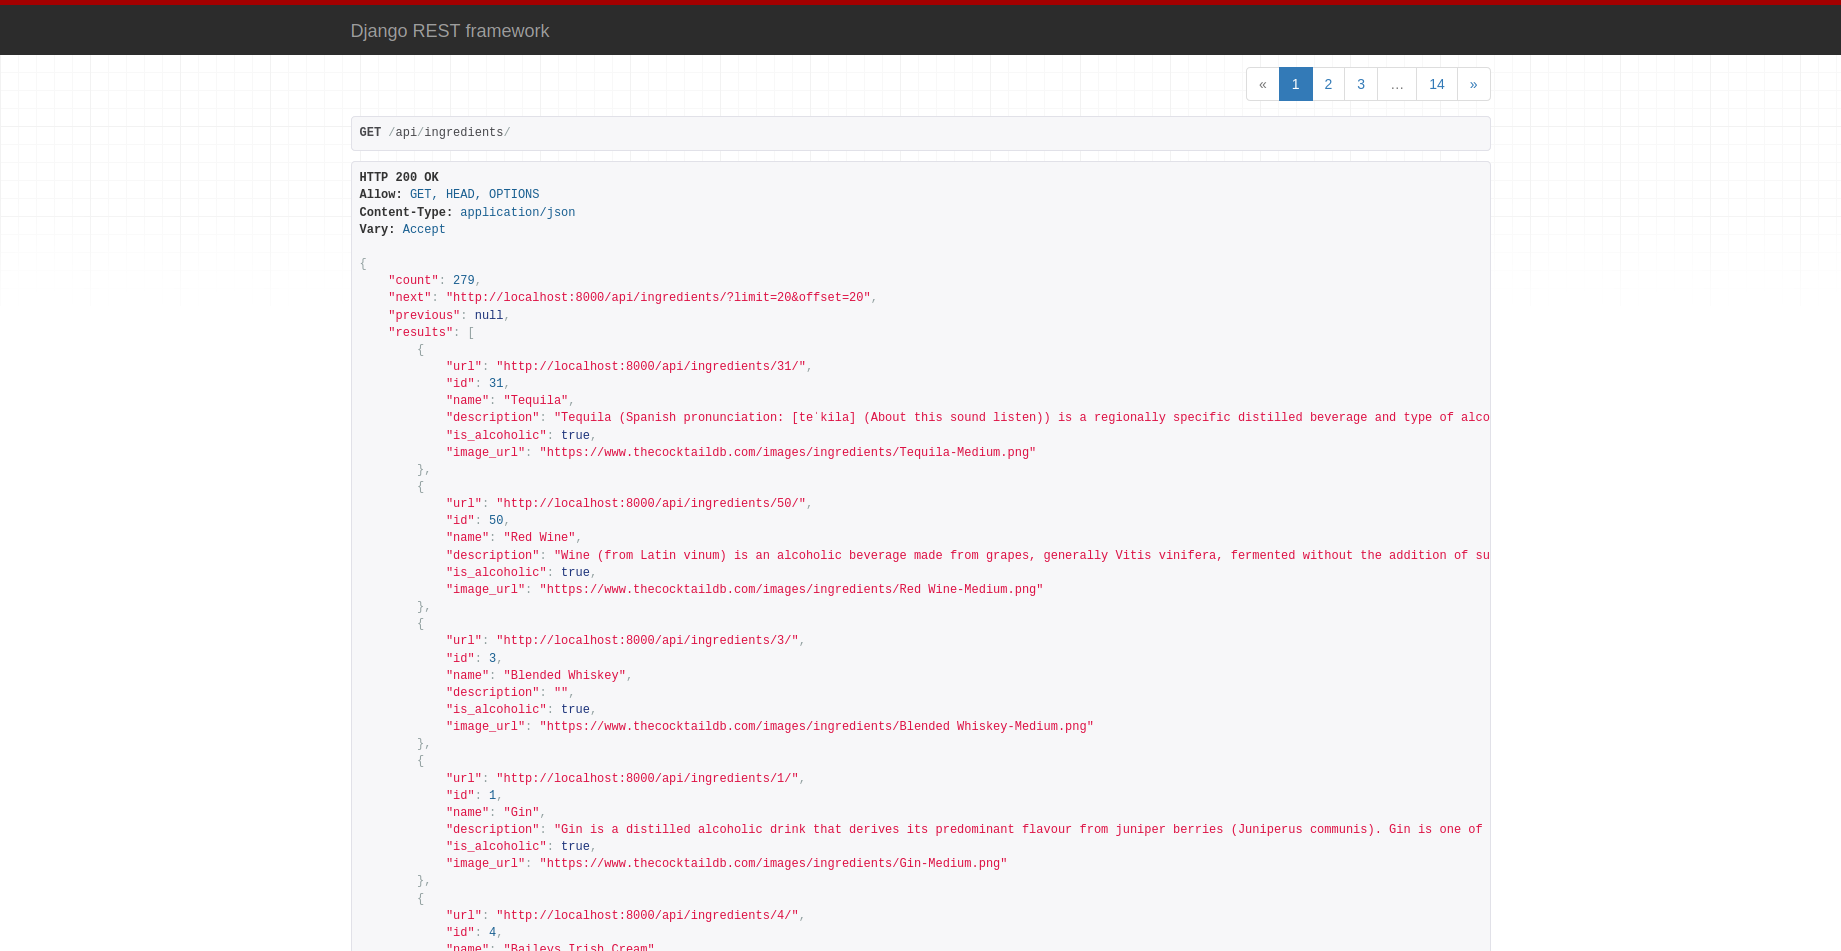 Django REST framework
« 1 2 3 … 14 »
GET /api/ingredients/
HTTP 200 OK
Allow: GET, HEAD, OPTIONS
Content-Type: application/json
Vary: Accept
{
    "count": 279,
    "next": "http://localhost:8000/api/ingredients/?limit=20&offset=20",
    "previous": null,
    "results": [
        {
            "url": "http://localhost:8000/api/ingredients/31/",
            "id": 31,
            "name": "Tequila",
            "description": "Tequila (Spanish pronunciation: [teˈkila] (About this sound listen)) is a regionally specific distilled beverage and type of alco
            "is_alcoholic": true,
            "image_url": "https://www.thecocktaildb.com/images/ingredients/Tequila-Medium.png"
        },
        {
            "url": "http://localhost:8000/api/ingredients/50/",
            "id": 50,
            "name": "Red Wine",
            "description": "Wine (from Latin vinum) is an alcoholic beverage made from grapes, generally Vitis vinifera, fermented without the addition of su
            "is_alcoholic": true,
            "image_url": "https://www.thecocktaildb.com/images/ingredients/Red Wine-Medium.png"
        },
        {
            "url": "http://localhost:8000/api/ingredients/3/",
            "id": 3,
            "name": "Blended Whiskey",
            "description": "",
            "is_alcoholic": true,
            "image_url": "https://www.thecocktaildb.com/images/ingredients/Blended Whiskey-Medium.png"
        },
        {
            "url": "http://localhost:8000/api/ingredients/1/",
            "id": 1,
            "name": "Gin",
            "description": "Gin is a distilled alcoholic drink that derives its predominant flavour from juniper berries (Juniperus communis). Gin is one of
            "is_alcoholic": true,
            "image_url": "https://www.thecocktaildb.com/images/ingredients/Gin-Medium.png"
        },
        {
            "url": "http://localhost:8000/api/ingredients/4/",
            "id": 4,
            "name": "Baileys Irish Cream"